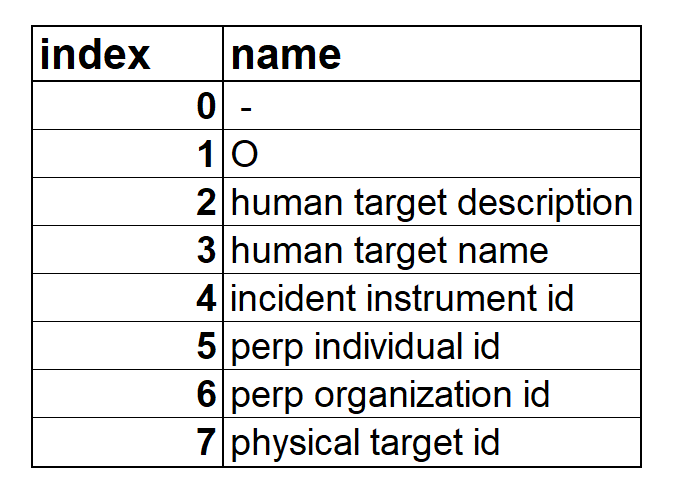 index name
0 -
1 O
2 human target description
3 human target name
4 incident instrument id
5 perp individual id
6 perp organization id
7 physical target id